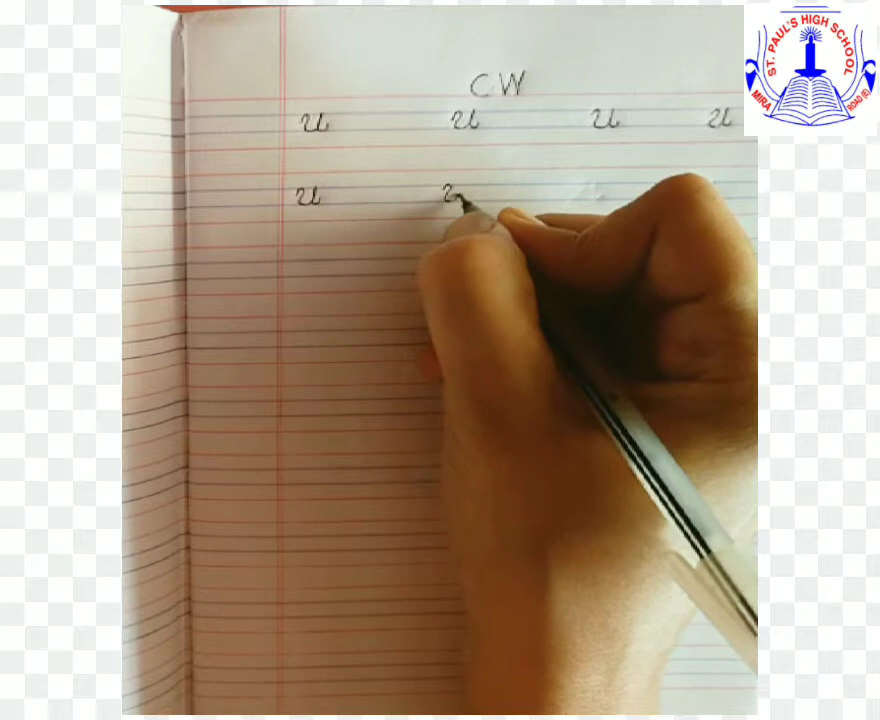 ST. PAUL'S HIGH SCHOOL
MIRA ROAD (E)
CW
u u u u
u